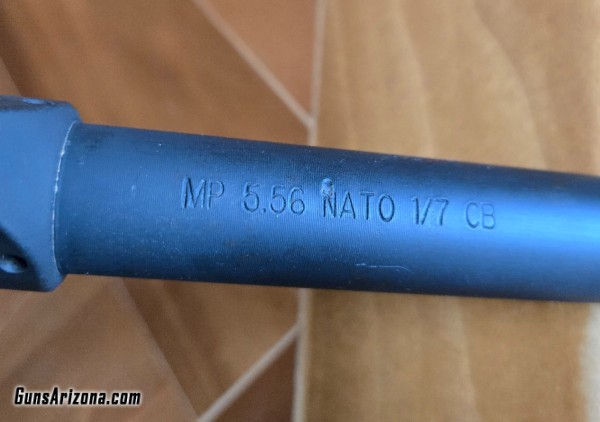 MP 5.56 NATO 1/7 CB
GunsArizona.com